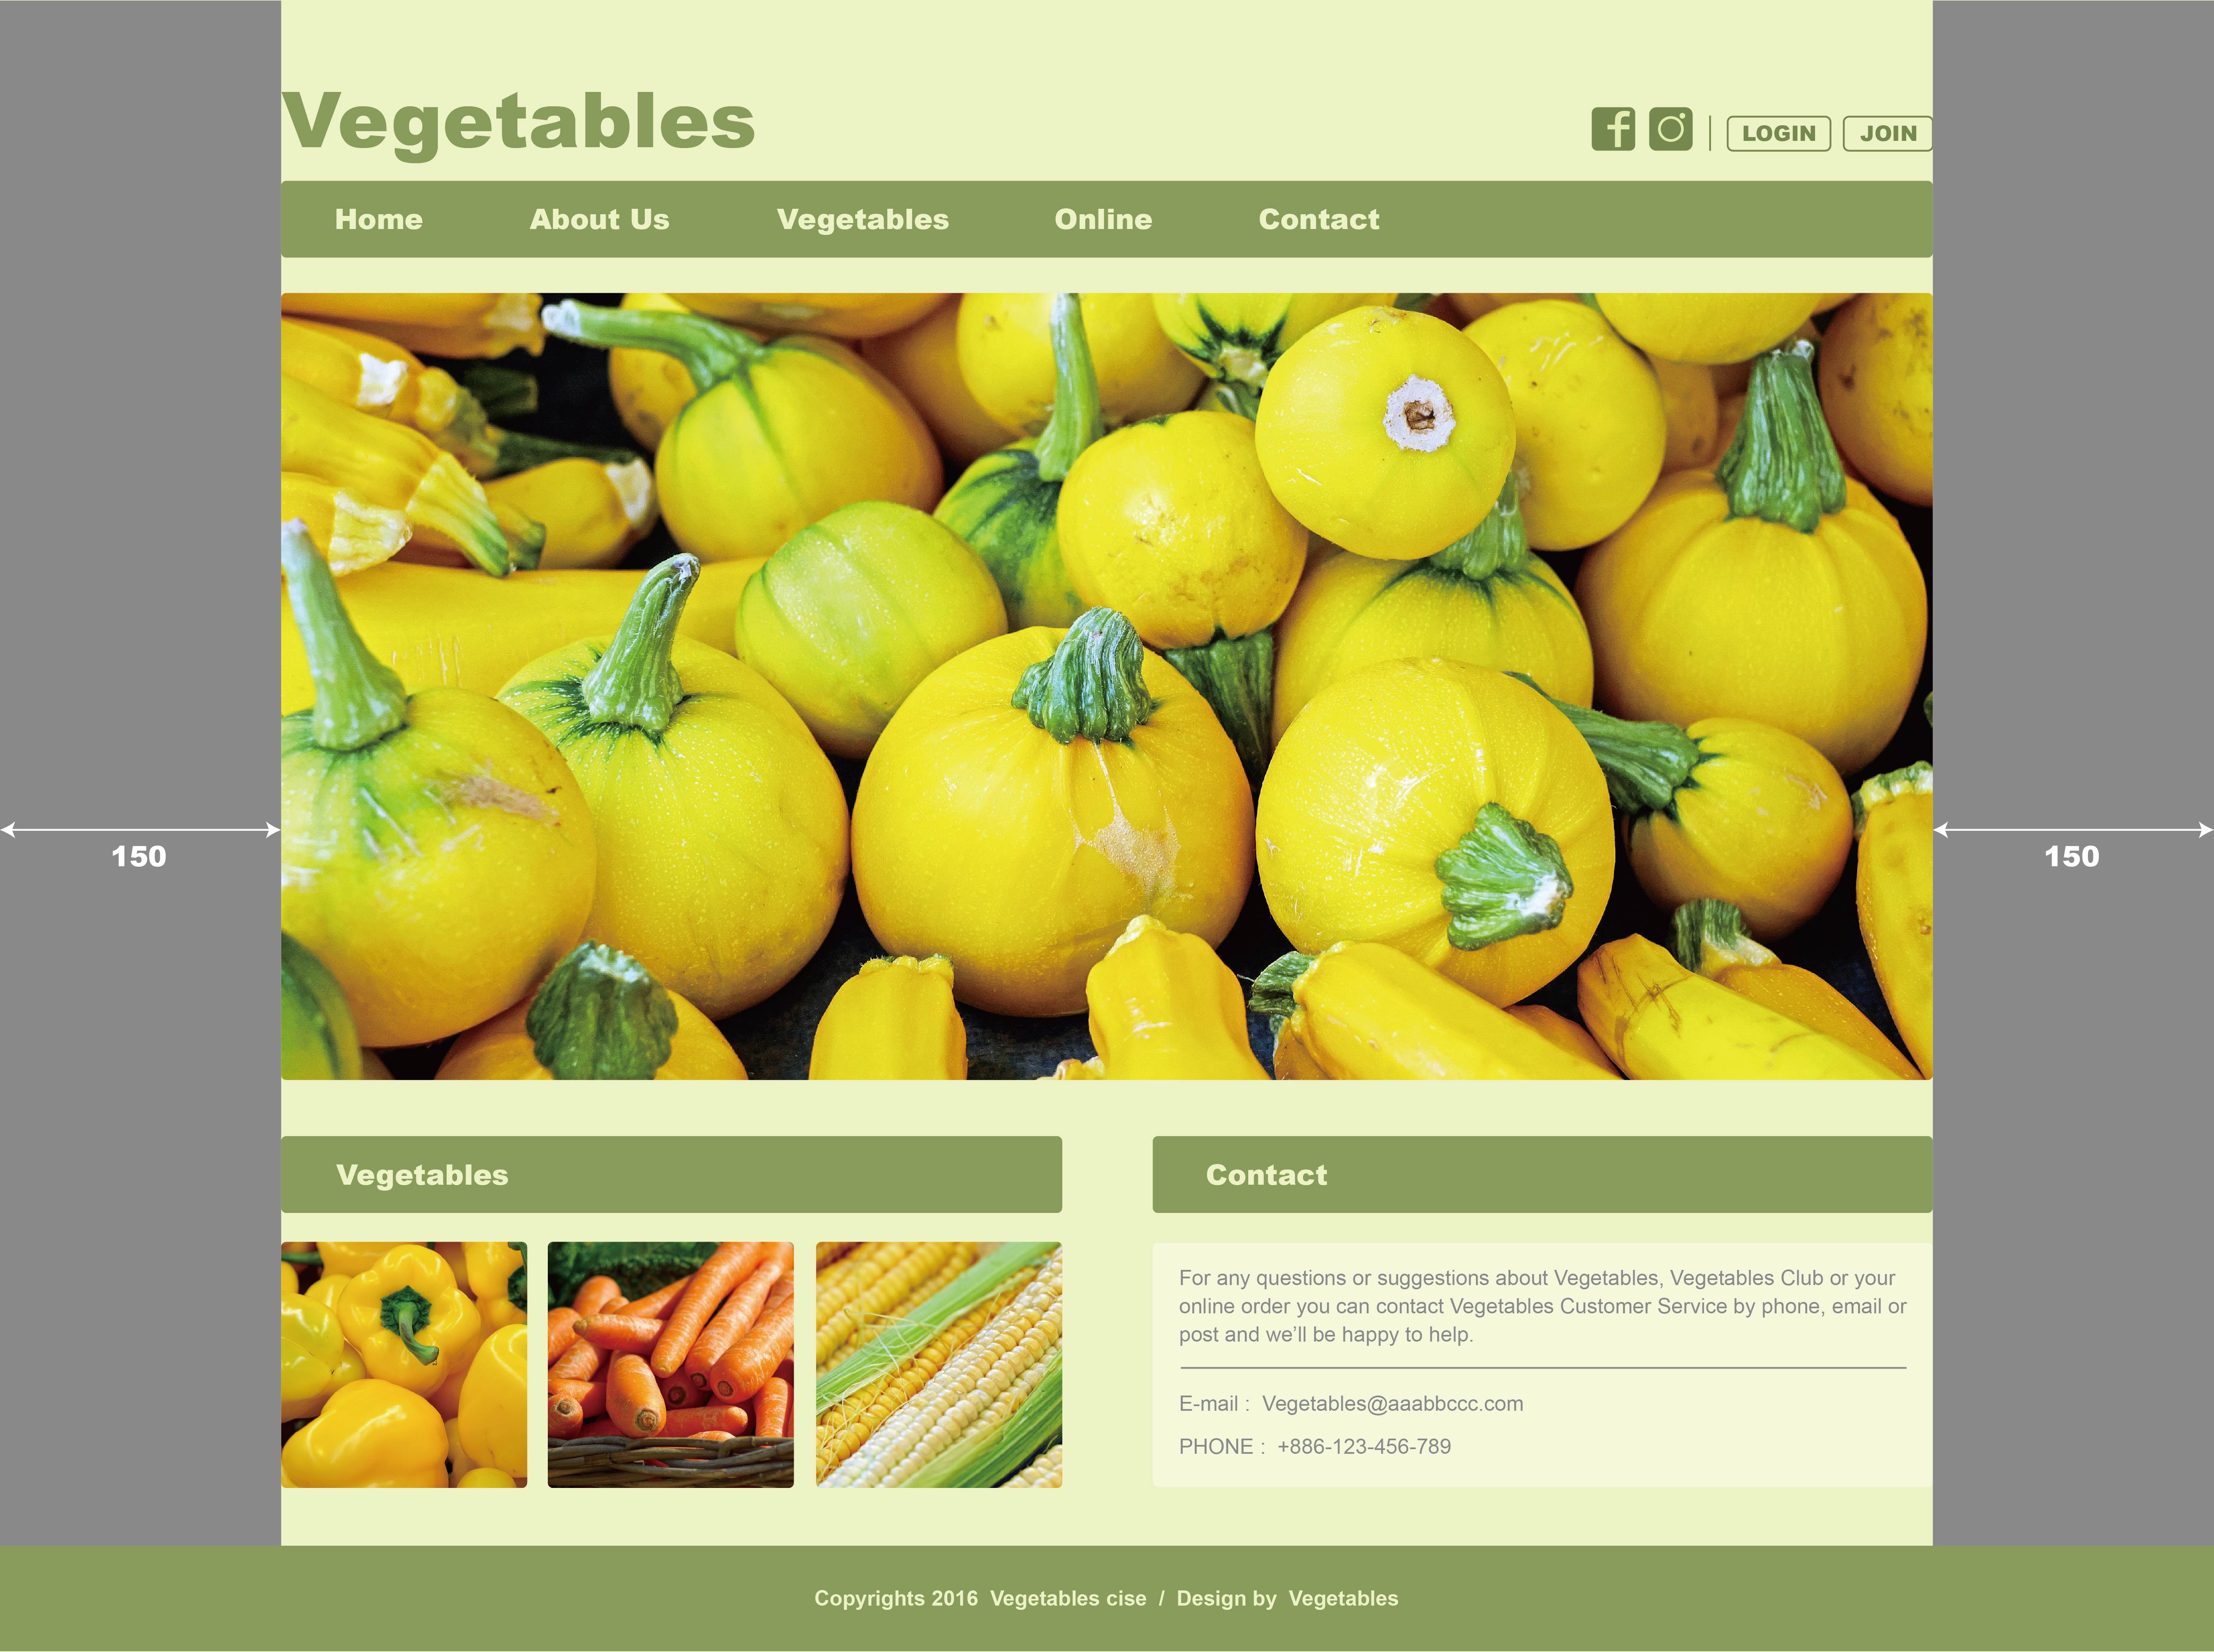 Vegetables
LOGIN
JOIN
Home
About Us
Vegetables
Online
Contact
150
150
Vegetables
Contact
For any questions or suggestions about Vegetables, Vegetables Club or your
online order you can contact Vegetables Customer Service by phone, email or
post and we’ll be happy to help.
E-mail :  Vegetables@aaabbccc.com
PHONE :  +886-123-456-789
Copyrights 2016  Vegetables cise  /  Design by  Vegetables